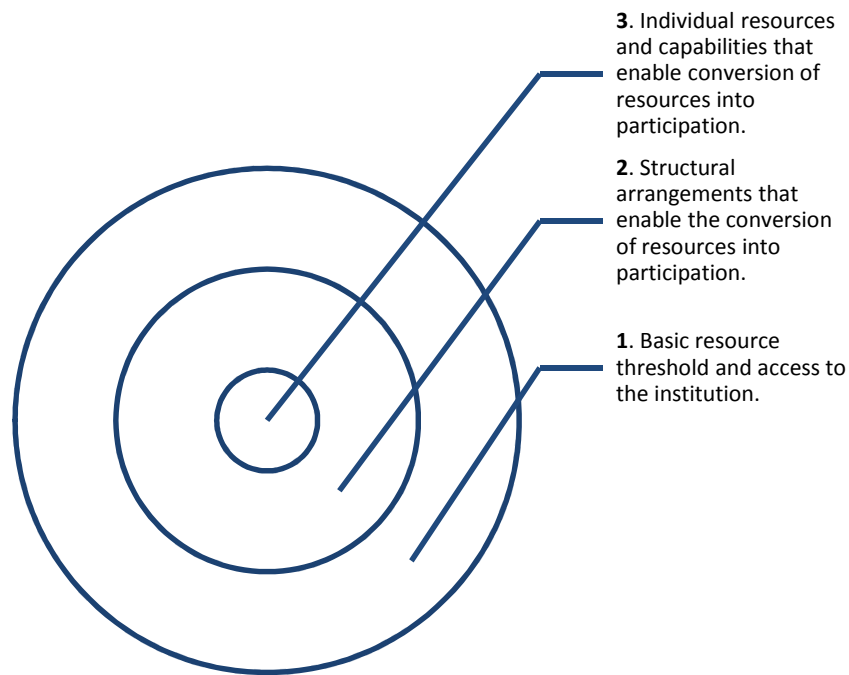 3. Individual resources
and capabilities that
enable conversion of
resources into
participation.
2. Structural
arrangements that
enable the conversion
of resources into
participation.
1. Basic resource
threshold and access to
the institution.